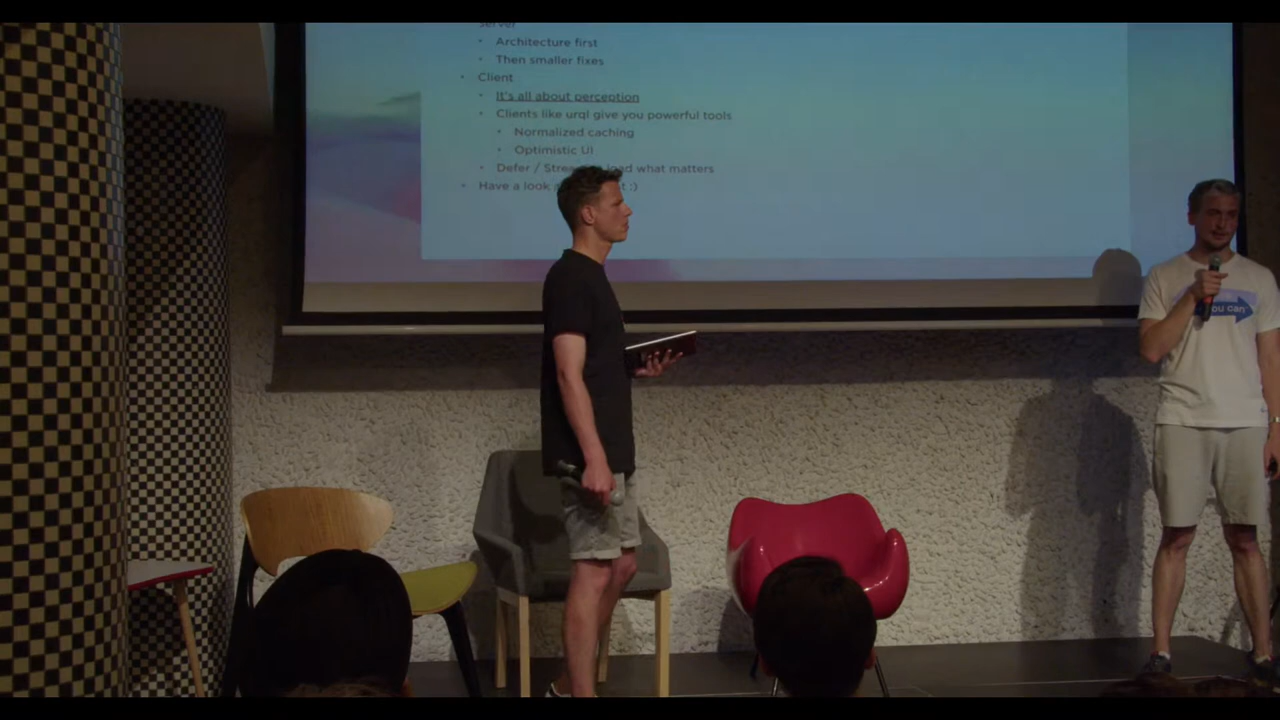 Server
Architecture first
Then smaller fixes
Client
It's all about perception
Clients like urql give you powerful tools
Normalized caching
Optimistic UI
Defer / load what matters
Have a look :)
ou can